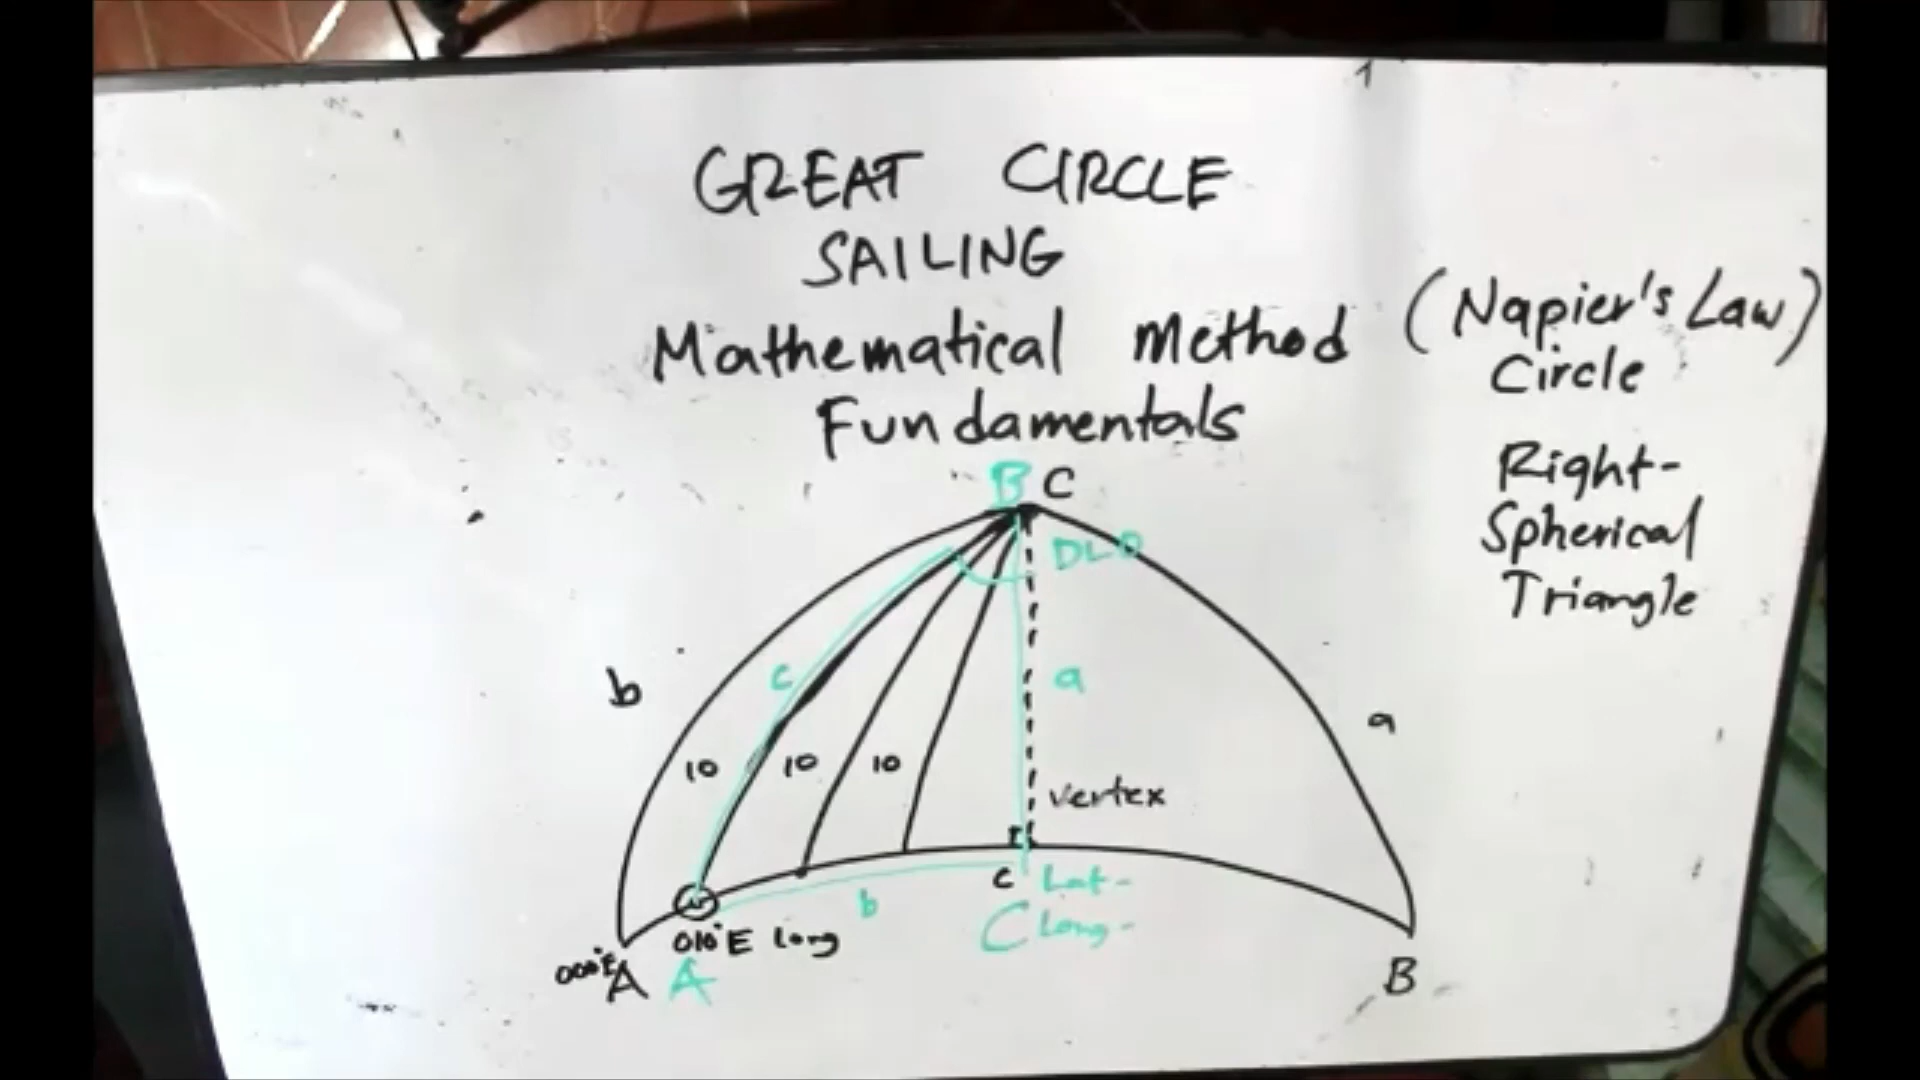 GREAT CIRCLE
SAILING
Mathematical Method
Fundamentals
(Napier's Law)
Circle
Right-
Spherical
Triangle
B C
DLO
c
a
b
a
10 10 10
vertex
c Lat-
C Long-
b
010°E long
000°E
A A
B